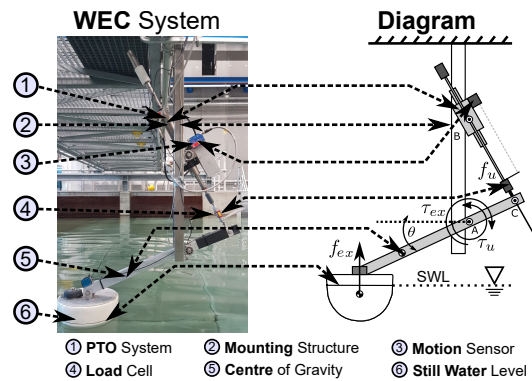 WEC System
Diagram
1
2
3
4
5
6
B
f_u
C
τ_ex
A
θ
τ_u
f_ex
SWL
1 PTO System 2 Mounting Structure 3 Motion Sensor
4 Load Cell 5 Centre of Gravity 6 Still Water Level